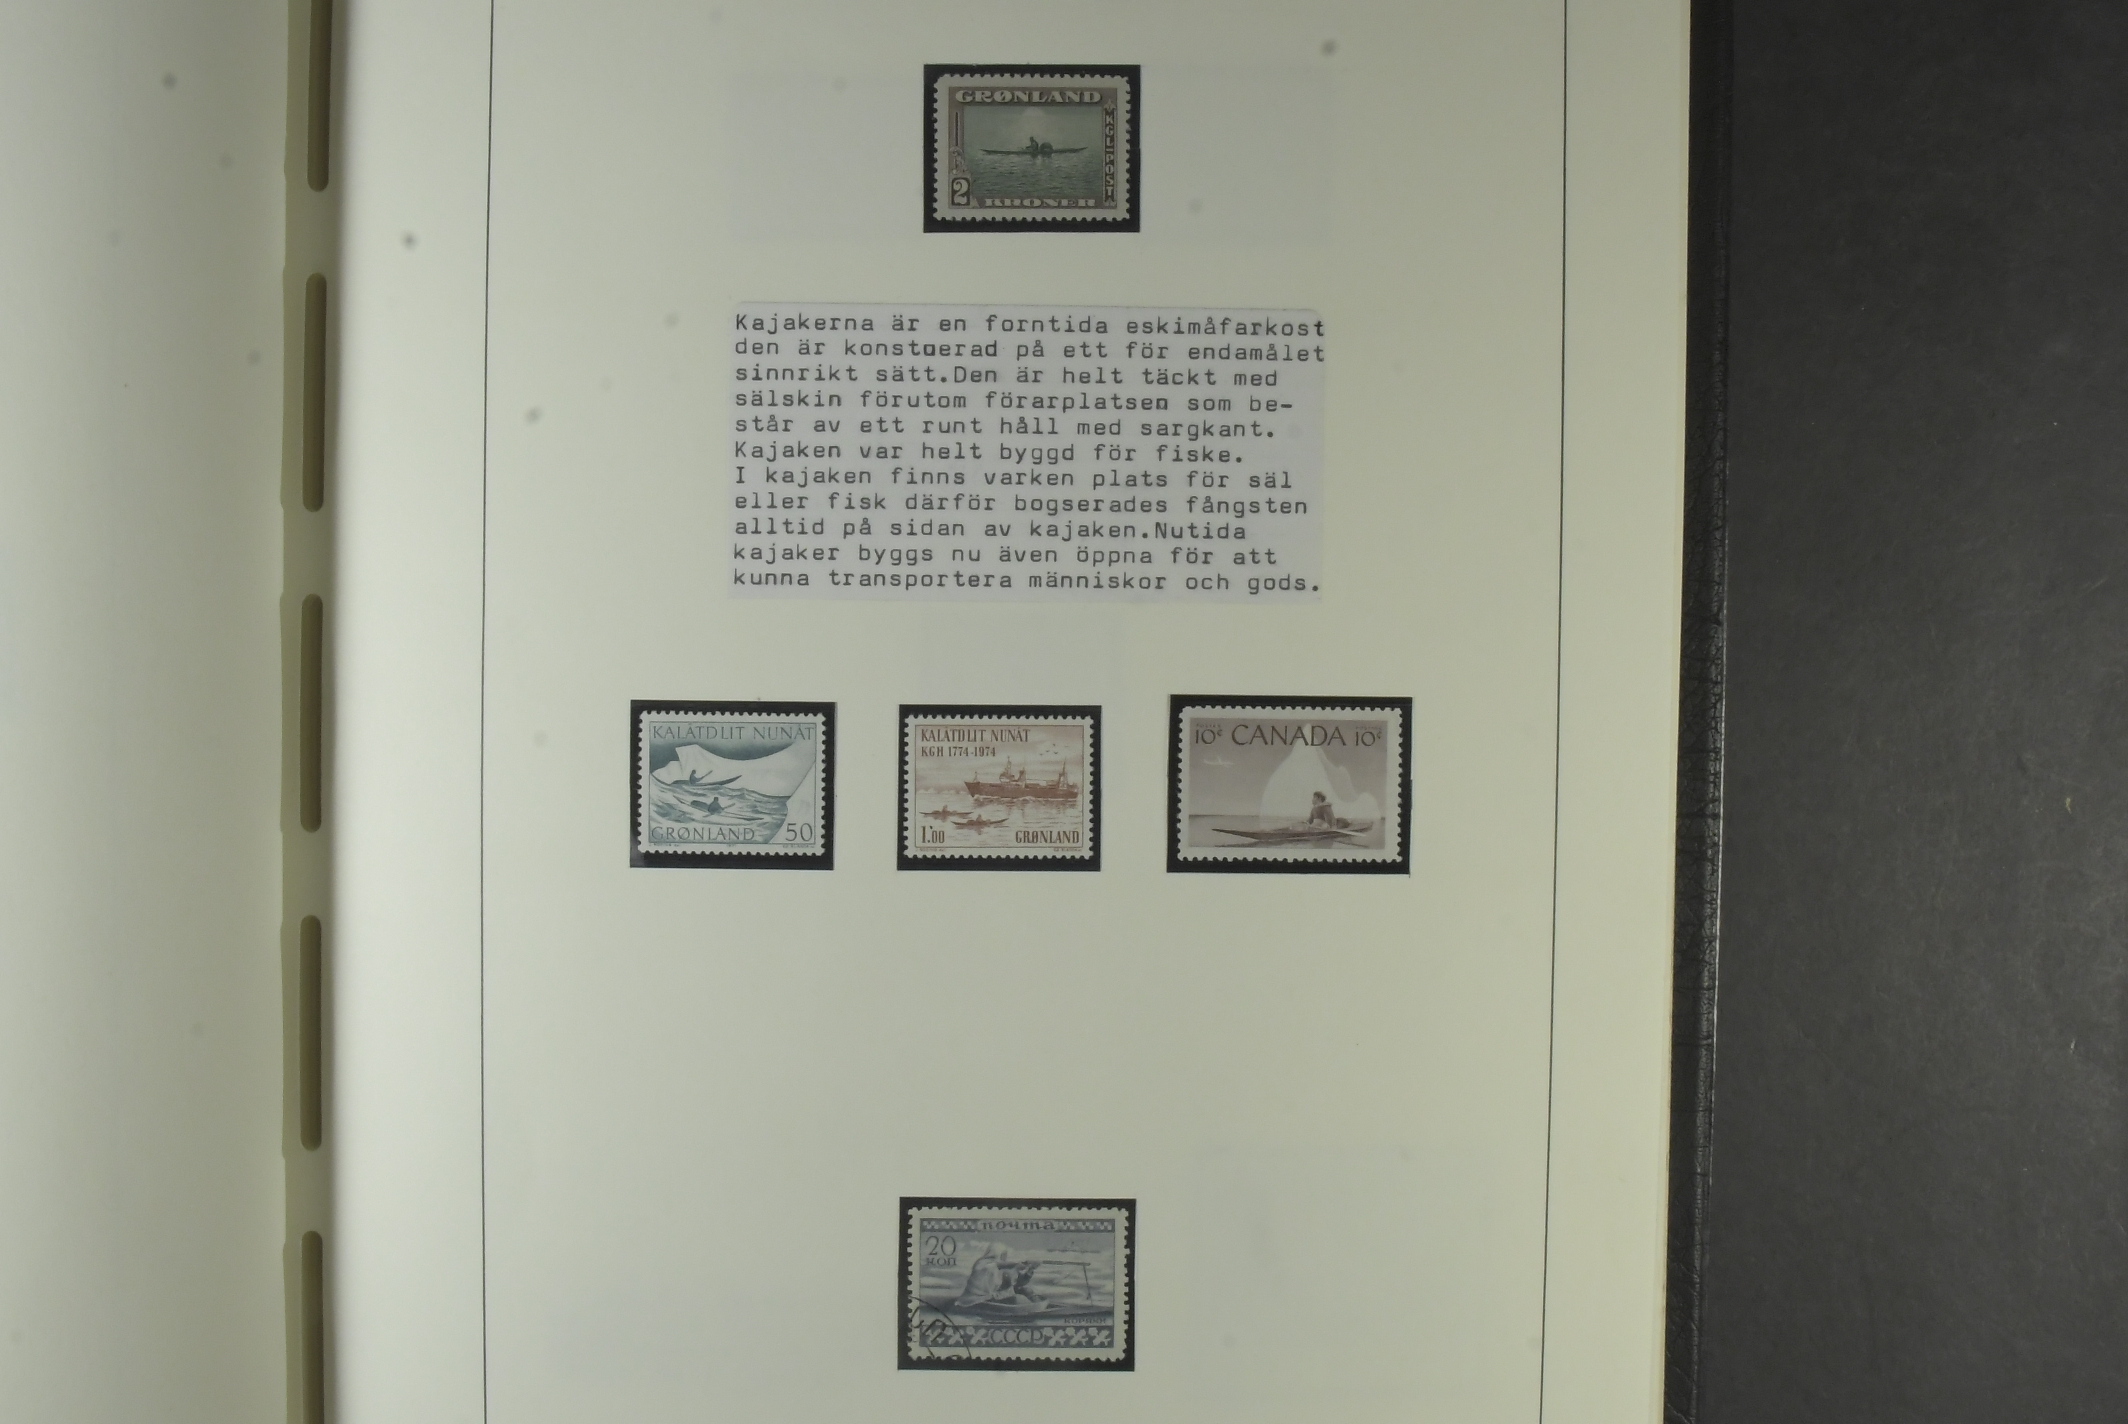 GRØNLAND
KGL-POST
2 KRONER
Kajakerna är en forntida eskimåfarkost
den är konstuerad på ett för endamålet
sinnrikt sätt.Den är helt täckt med
sälskin förutom förarplatsen som be-
står av ett runt håll med sargkant.
Kajaken var helt byggd för fiske.
I kajaken finns varken plats för säl
eller fisk därför bogserades fångsten
alltid på sidan av kajaken.Nutida
kajaker byggs nu även öppna för att
kunna transportera människor och gods.
KALÂTDLIT NUNÂT
GRØNLAND 50
KALÂTDLIT NUNÂT
KGH 1774-1974
1.00 GRØNLAND
10¢ CANADA 10¢
почта
20
коп
КОРЯКИ
СССР